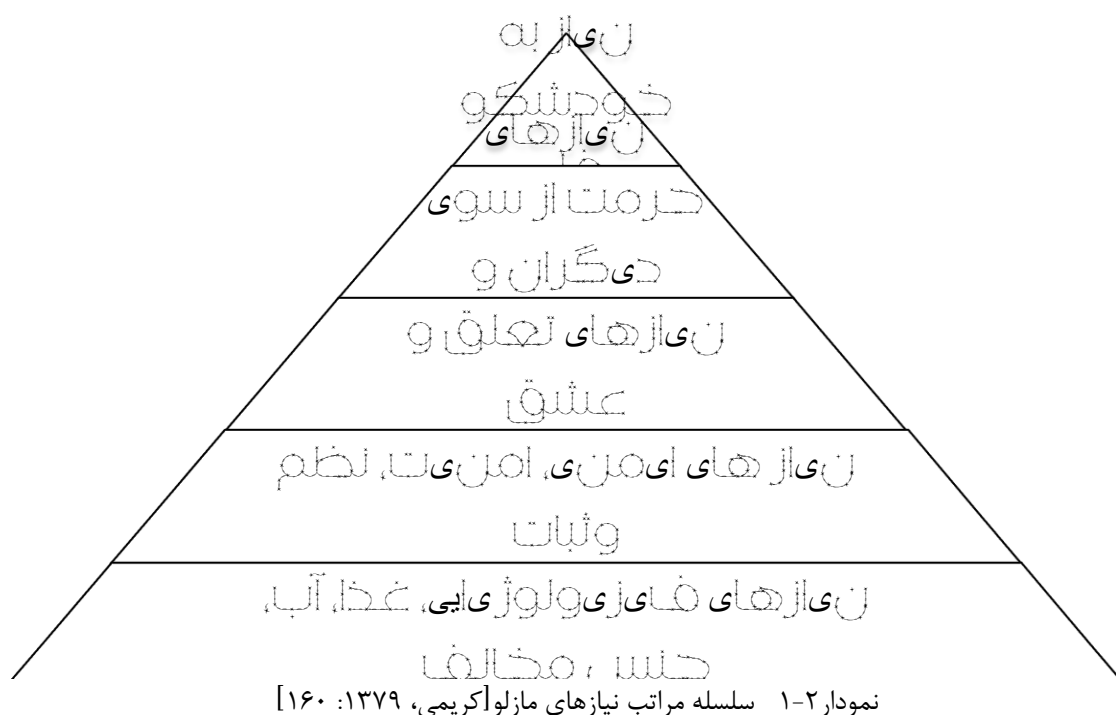 نیاز به
خودشکو
نیازهای
حرمت از سوی
دیگران و
نیازهای تعلق و
عشق
نیاز های ایمنی، امنیت، نظم
وثبات
نیازهای فیزیولوژیایی، غذا، آب،
جنس مخالف
نمودار۲-۱ سلسله مراتب نیازهای مازلو[کریمی، ۱۳۷۹: ۱۶۰]